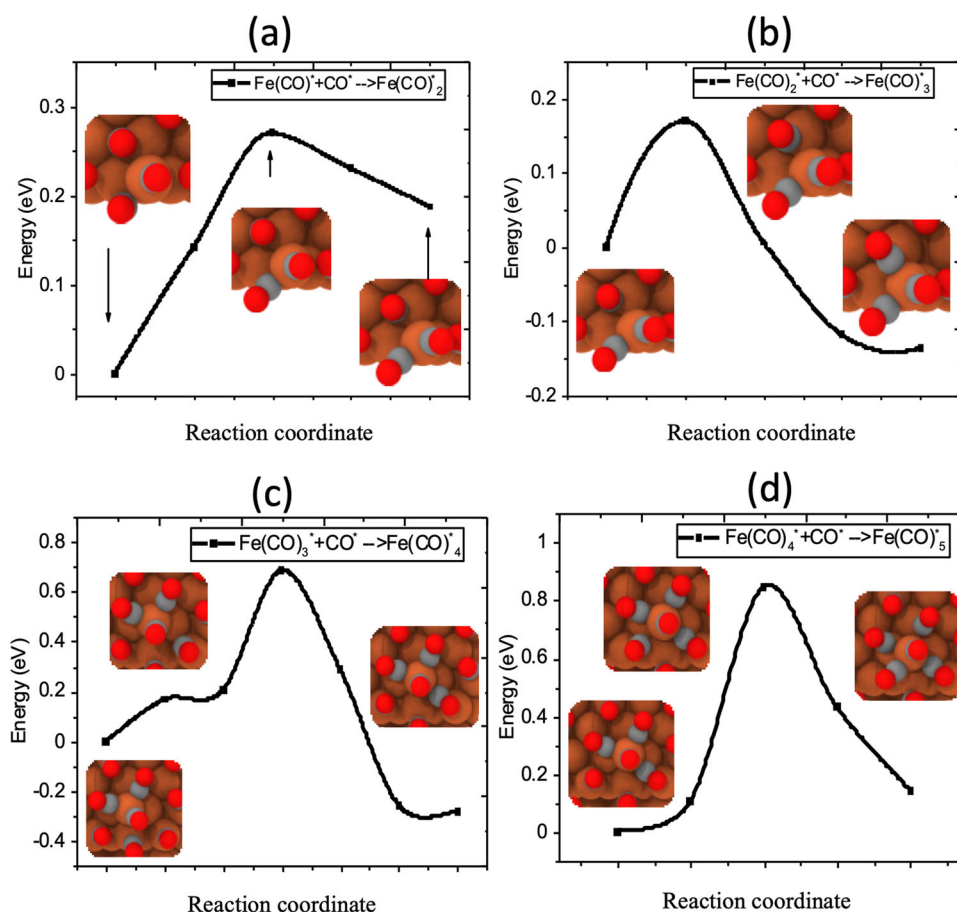 (a)
Fe(CO)*+CO* -->Fe(CO)*2
0.3
0.2
0.1
0
Energy (eV)
Reaction coordinate
(b)
Fe(CO)2*+CO* -->Fe(CO)*3
0.2
0.1
0
-0.1
-0.2
Energy (eV)
Reaction coordinate
(c)
Fe(CO)3*+CO* -->Fe(CO)*4
0.8
0.6
0.4
0.2
0
-0.2
-0.4
Energy (eV)
Reaction coordinate
(d)
Fe(CO)4*+CO* -->Fe(CO)*5
1
0.8
0.6
0.4
0.2
0
Energy (eV)
Reaction coordinate